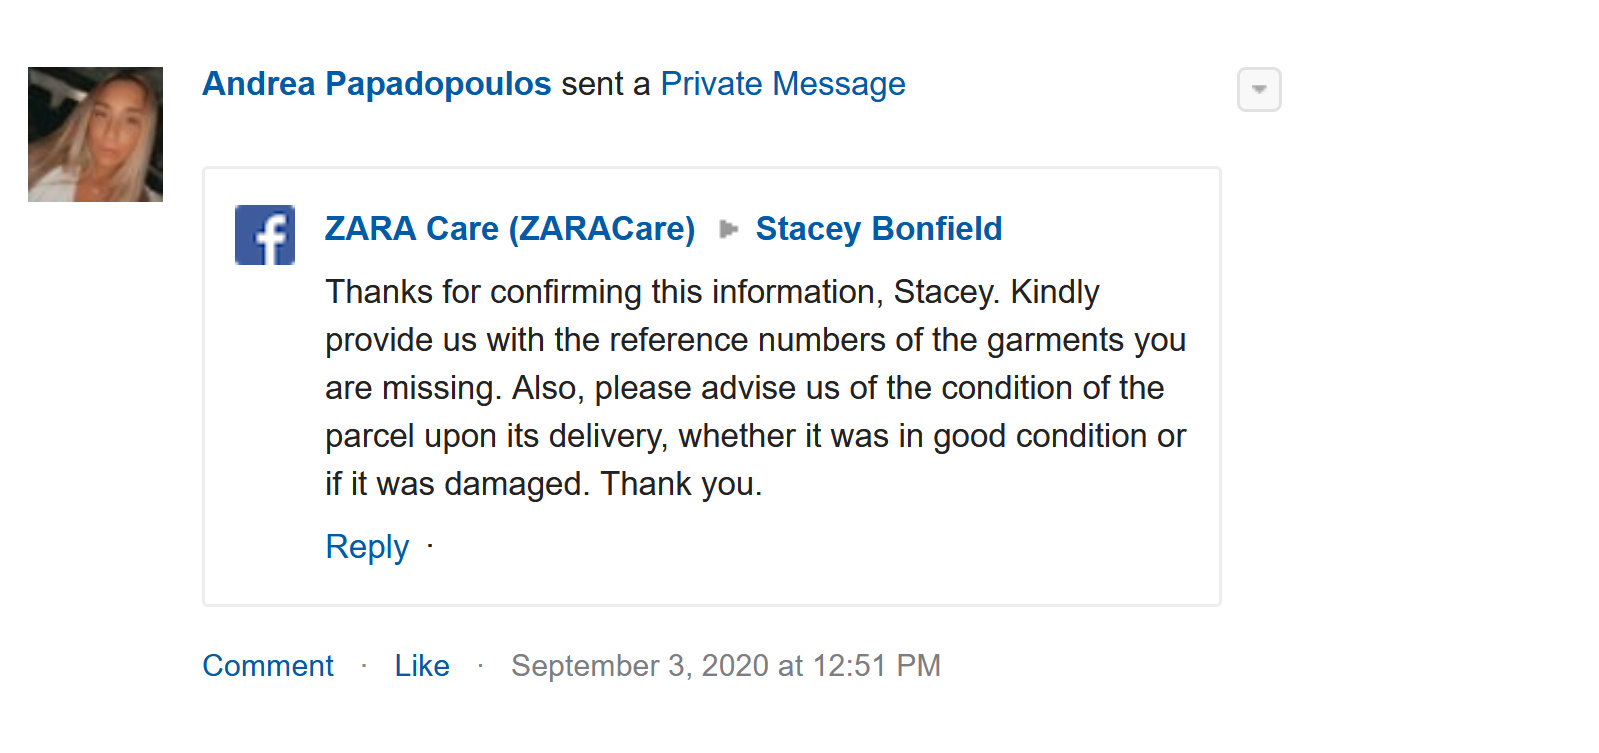 Andrea Papadopoulos sent a Private Message
ZARA Care (ZARACare) Stacey Bonfield
Thanks for confirming this information, Stacey. Kindly
provide us with the reference numbers of the garments you
are missing. Also, please advise us of the condition of the
parcel upon its delivery, whether it was in good condition or
if it was damaged. Thank you.
Reply ·
Comment · Like · September 3, 2020 at 12:51 PM